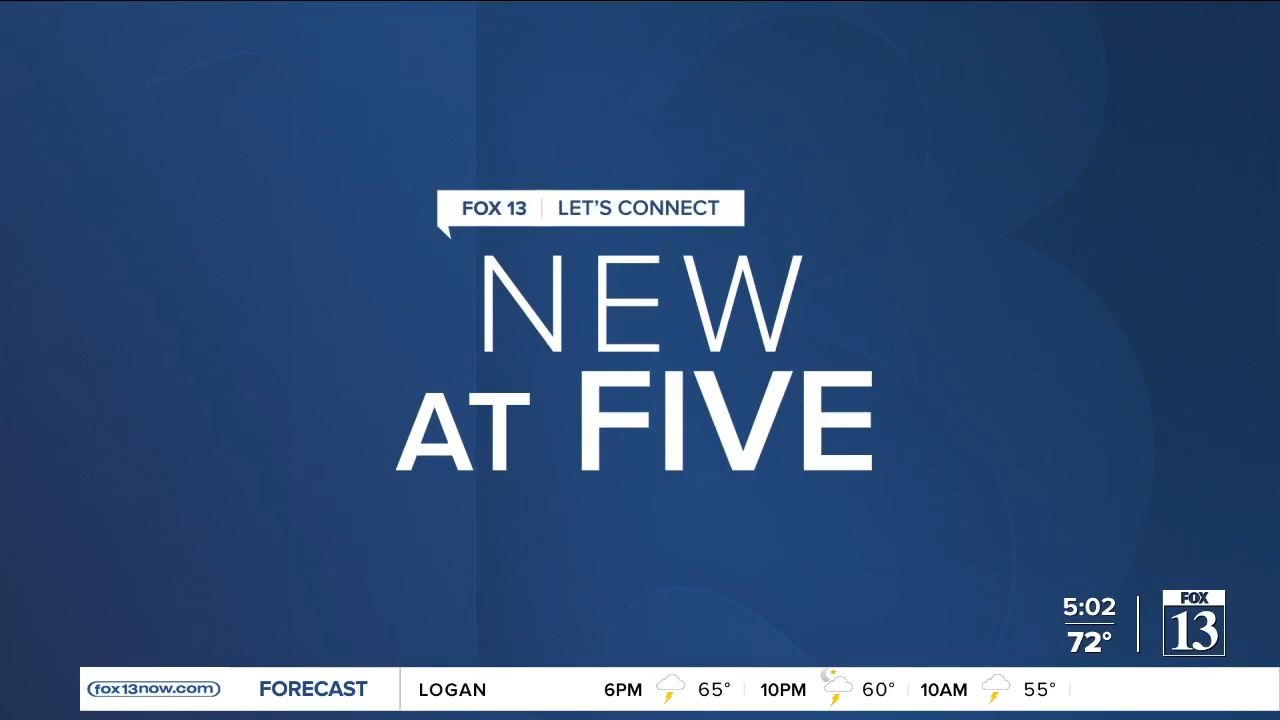 FOX 13 LET'S CONNECT
NEW
AT FIVE
5:02
72°
FOX
13
fox13now.com FORECAST LOGAN 6PM 65° 10PM 60° 10AM 55°